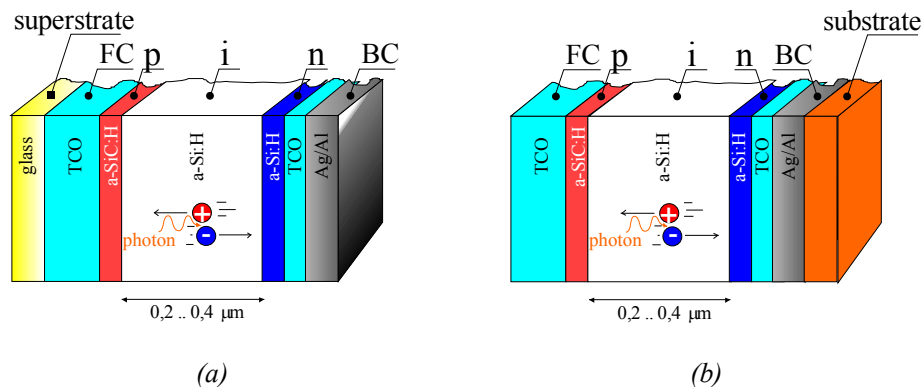 superstrate
FC
p
i
n
BC
glass
TCO
a-SiC:H
a-Si:H
a-Si:H
TCO
Ag/Al
+
-
photon
0,2 .. 0,4 μm
(a)
substrate
FC
p
i
n
BC
TCO
a-SiC:H
a-Si:H
a-Si:H
TCO
Ag/Al
+
-
photon
0,2 .. 0,4 μm
(b)